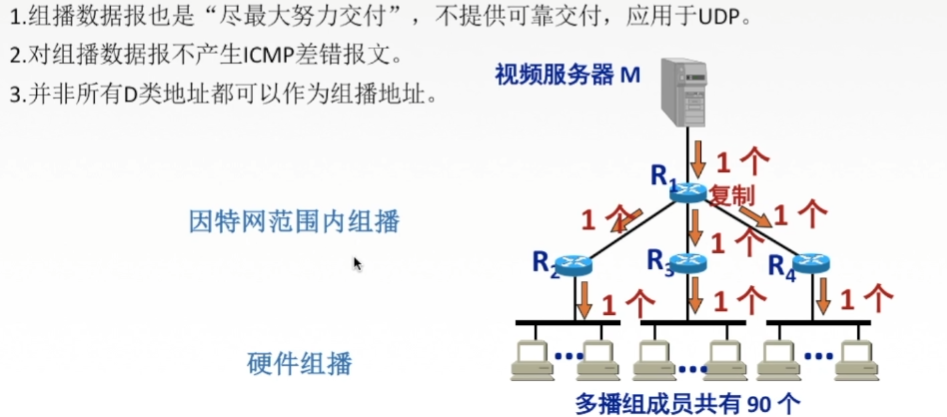 1.组播数据报也是“尽最大努力交付”，不提供可靠交付，应用于UDP。
2.对组播数据报不产生ICMP差错报文。
3.并非所有D类地址都可以作为组播地址。
视频服务器 M
1 个
R1
复制
因特网范围内组播
1 个
1 个
1 个
R2
R3
R4
1 个
1 个
1 个
硬件组播
多播组成员共有 90 个